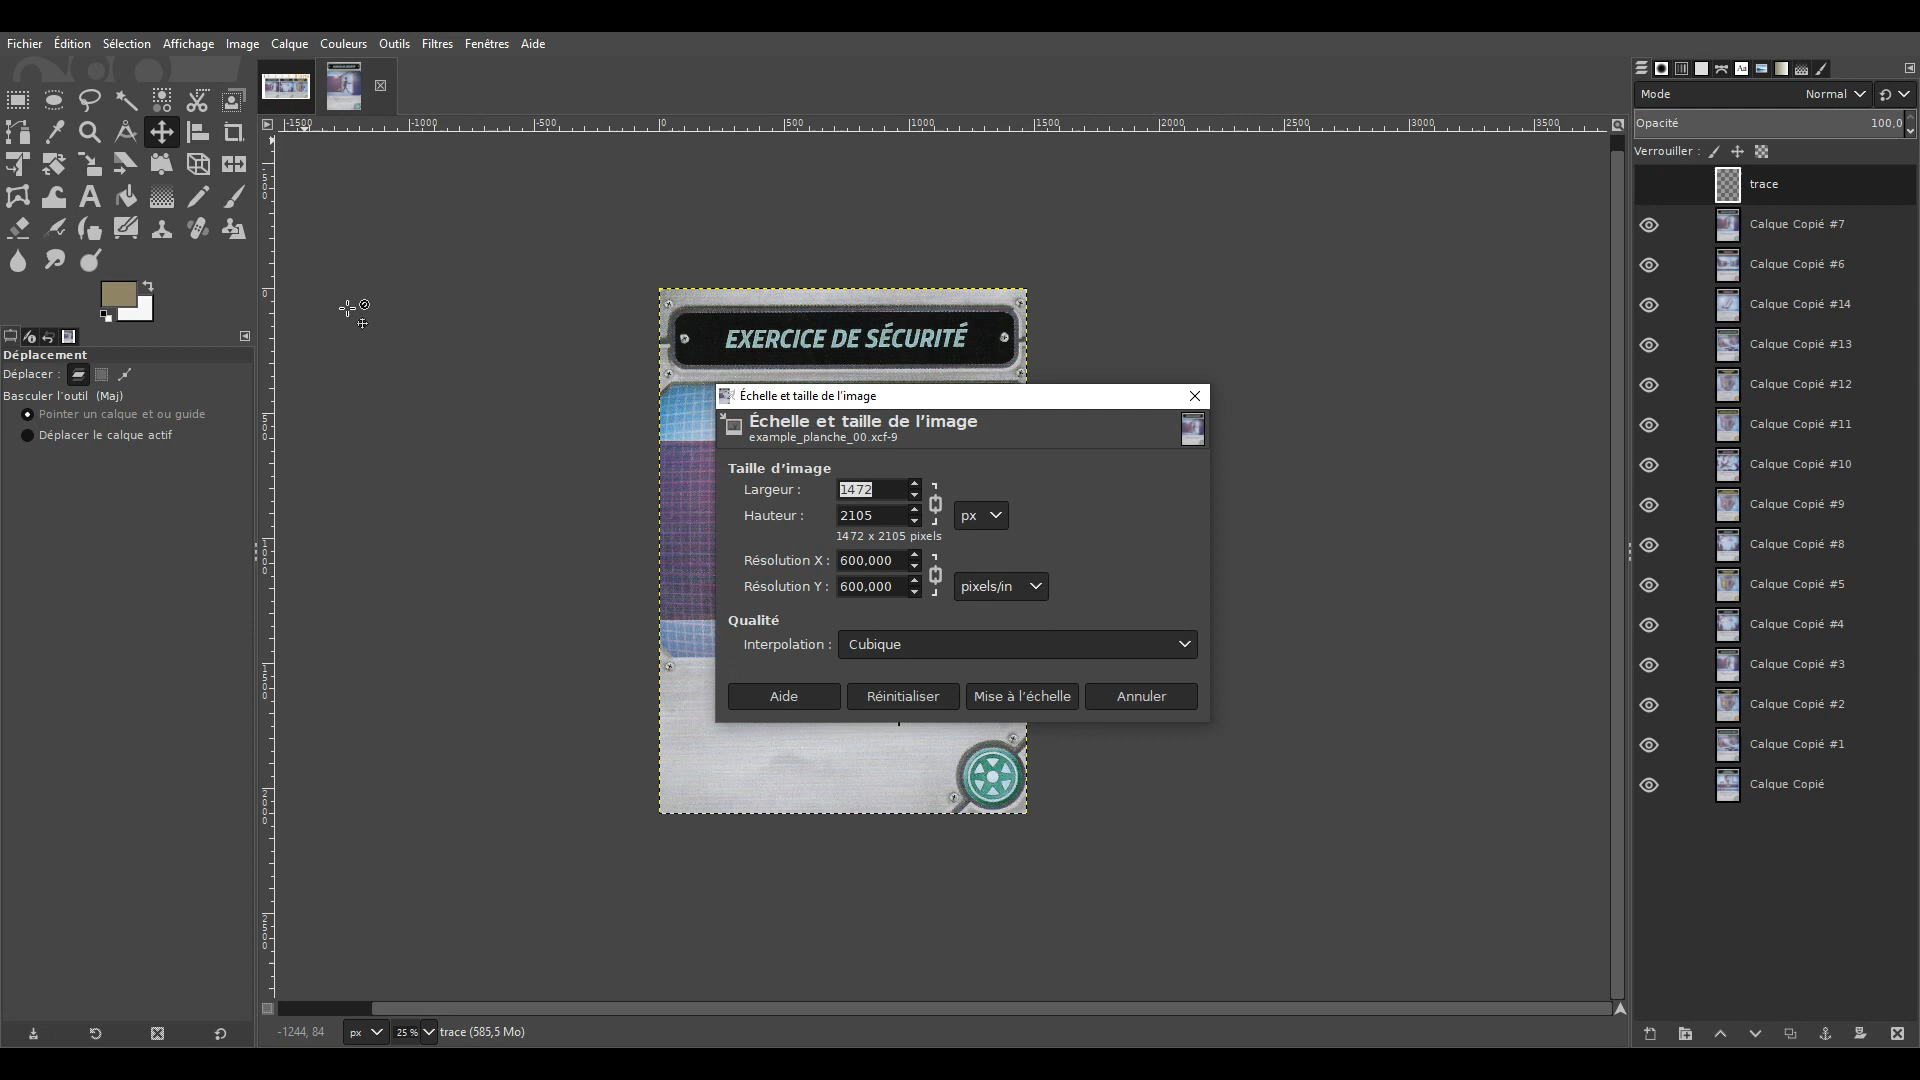 Fichier Édition Sélection Affichage Image Calque Couleurs Outils Filtres Fenêtres Aide
Mode Normal
Opacité 100,0
Verrouiller :
-1500 -1000 -500 0 500 1000 1500 2000 2500 3000 3500
trace
Calque Copié #7
Calque Copié #6
Calque Copié #14
Calque Copié #13
Calque Copié #12
Calque Copié #11
Calque Copié #10
Calque Copié #9
Calque Copié #8
Calque Copié #5
Calque Copié #4
Calque Copié #3
Calque Copié #2
Calque Copié #1
Calque Copié
Déplacement
Déplacer :
Basculer l'outil (Maj)
Pointer un calque et ou guide
Déplacer le calque actif
EXERCICE DE SÉCURITÉ
Échelle et taille de l'image
Échelle et taille de l'image
example_planche_00.xcf-9
Taille d'image
Largeur : 1472
Hauteur : 2105 px
1472 x 2105 pixels
Résolution X : 600,000
Résolution Y : 600,000 pixels/in
Qualité
Interpolation : Cubique
Aide Réinitialiser Mise à l'échelle Annuler
-1244, 84 px 25 % trace (585,5 Mo)